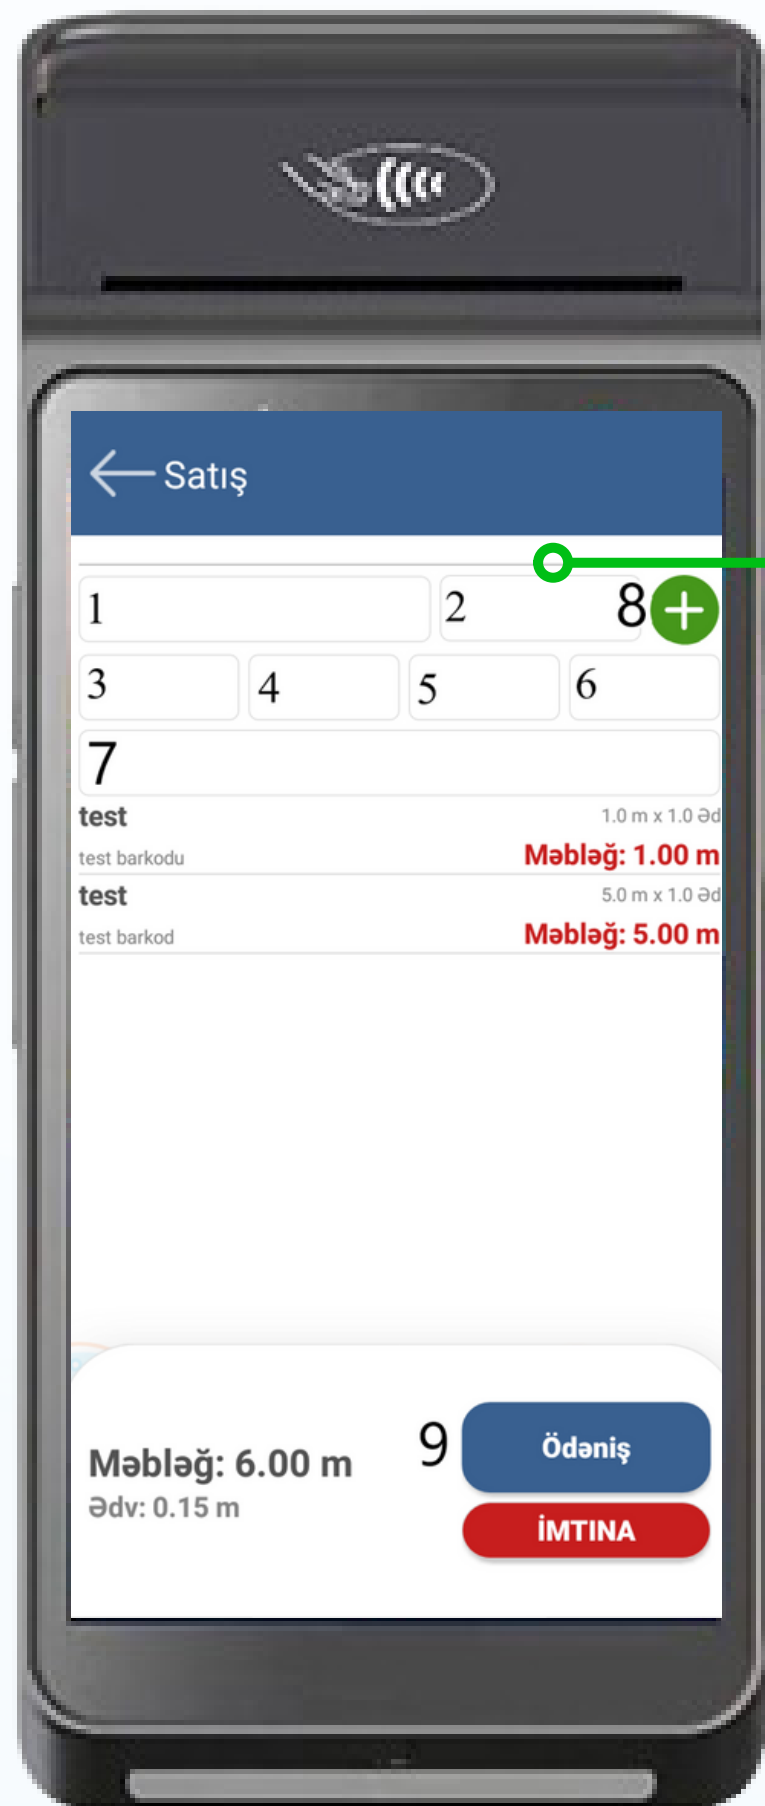 Satış
1 2 8
3 4 5 6
7
test 1.0 m x 1.0 Əd
test barkodu Məbləğ: 1.00 m
test 5.0 m x 1.0 Əd
test barkod Məbləğ: 5.00 m
Məbləğ: 6.00 m 9 Ödəniş
Ədv: 0.15 m İMTINA